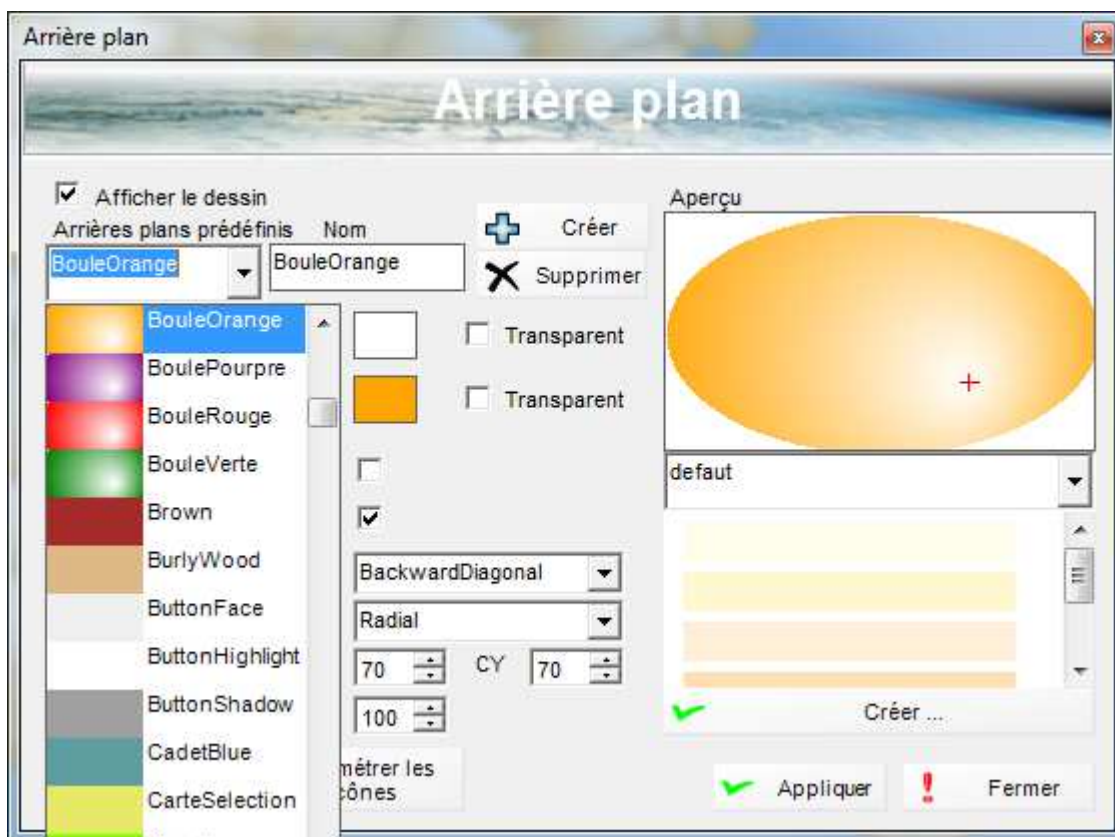 Arrière plan
Arrière plan
Afficher le dessin
Arrières plans prédéfinis
Nom
BouleOrange
BouleOrange
Créer
Supprimer
Aperçu
BouleOrange
BoulePourpre
BouleRouge
BouleVerte
Brown
BurlyWood
ButtonFace
ButtonHighlight
ButtonShadow
CadetBlue
CarteSelection
Transparent
Transparent
BackwardDiagonal
Radial
70
CY
70
100
métrer les
cônes
defaut
Créer ...
Appliquer
Fermer